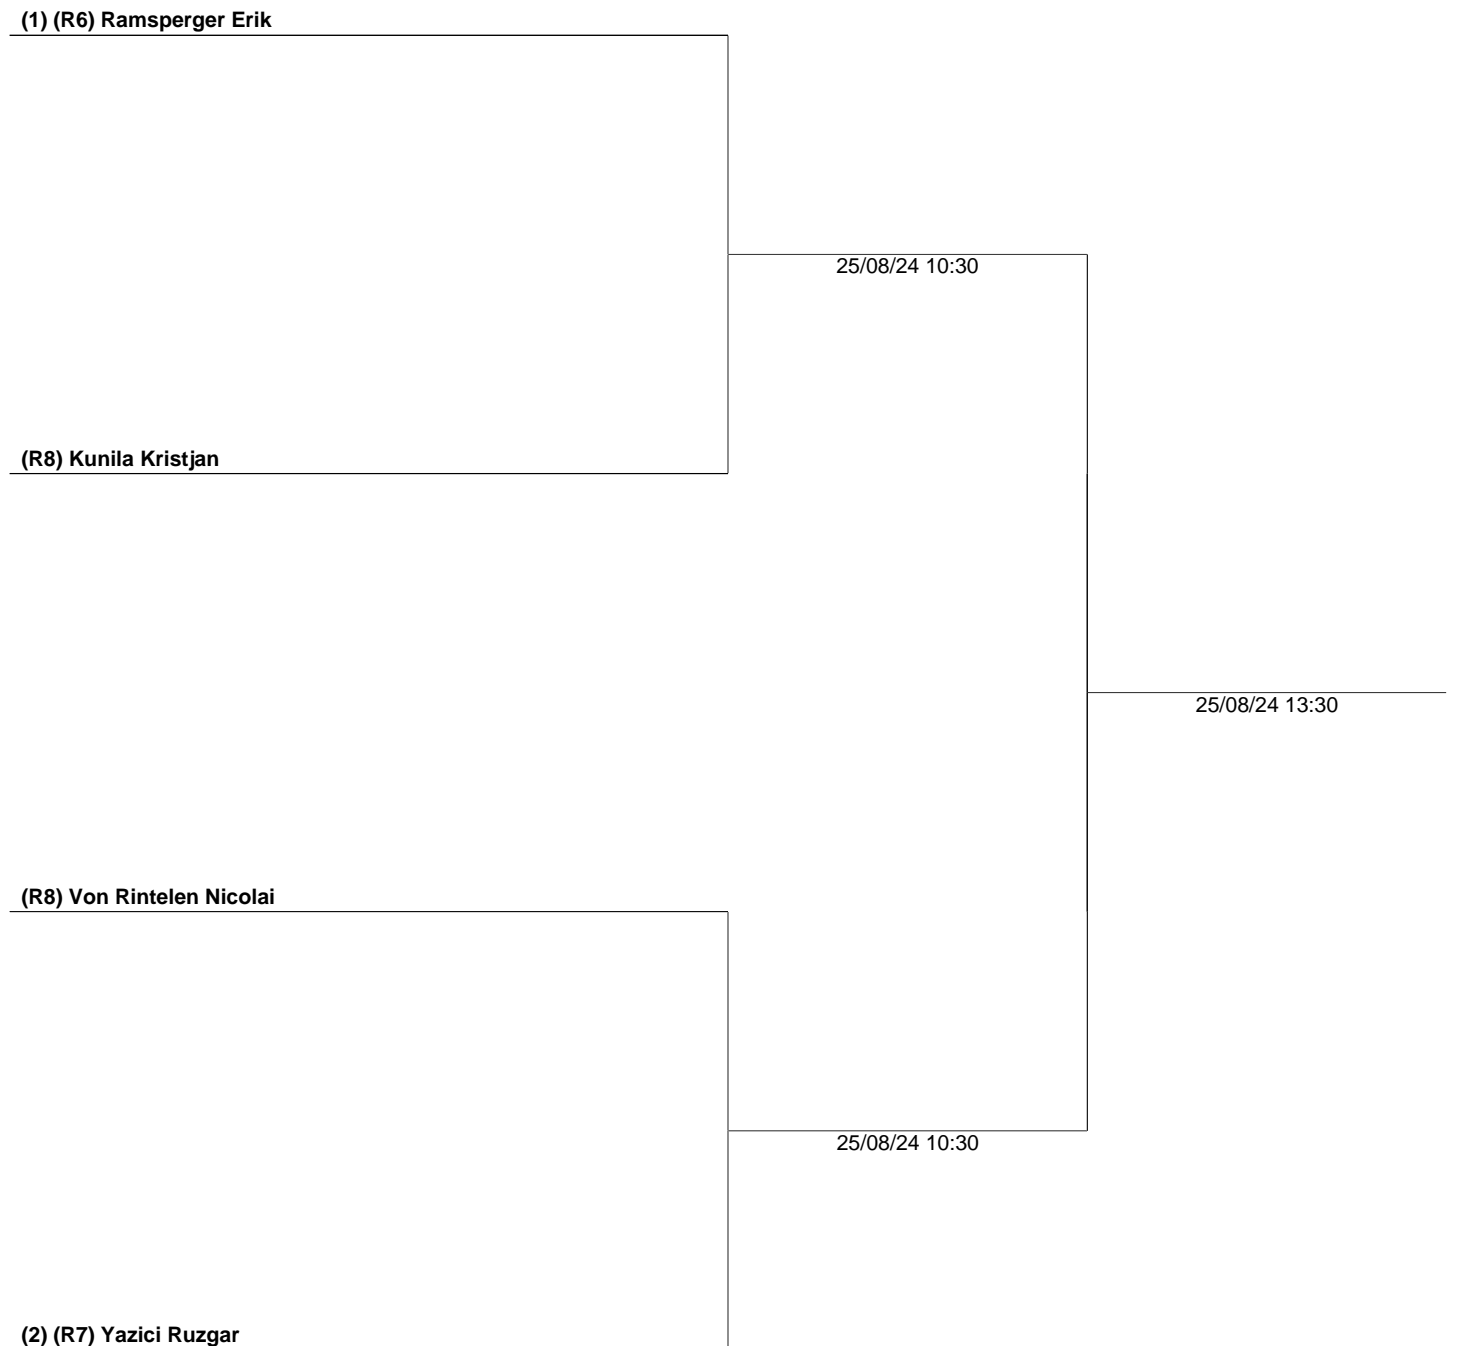 (1) (R6) Ramsperger Erik
25/08/24 10:30
(R8) Kunila Kristjan
25/08/24 13:30
(R8) Von Rintelen Nicolai
25/08/24 10:30
(2) (R7) Yazici Ruzgar